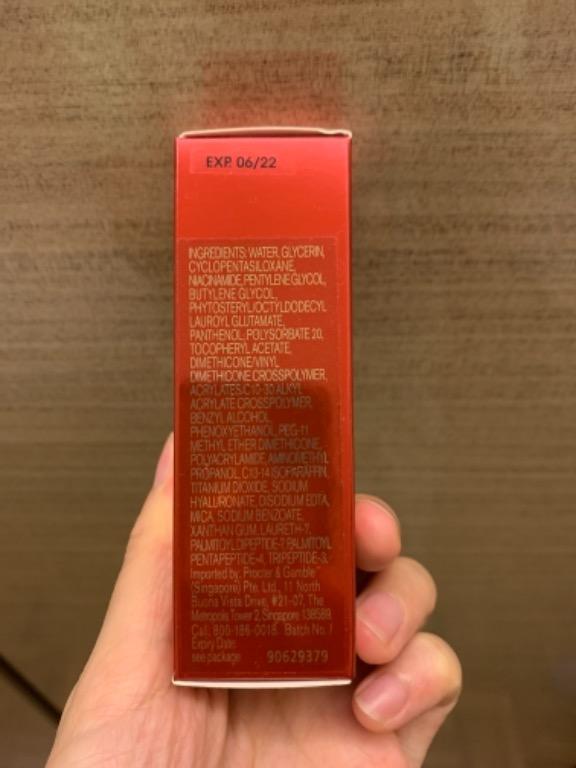 EXP. 06/22
INGREDIENTS: WATER, GLYCERIN,
CYCLOPENTASILOXANE,
NIACINAMIDE, PENTYLENE GLYCOL,
BUTYLENE GLYCOL,
PHYTOSTERYL/OCTYLDODECYL
LAUROYL GLUTAMATE,
PANTHENOL, POLYSORBATE 20,
TOCOPHERYL ACETATE,
DIMETHICONE/VINYL
DIMETHICONE CROSSPOLYMER,
ACRYLATES/C10-30 ALKYL
ACRYLATE CROSSPOLYMER,
BENZYL ALCOHOL,
PHENOXYETHANOL, PEG-11
METHYL ETHER DIMETHICONE,
POLYACRYLAMIDE, AMINOMETHYL
PROPANOL, C13-14 ISOPARAFFIN,
TITANIUM DIOXIDE, SODIUM
HYALURONATE, DISODIUM EDTA,
MICA, SODIUM BENZOATE,
XANTHAN GUM, LAURETH-7,
PALMITOYL DIPEPTIDE-7, PALMITOYL
PENTAPEPTIDE-4, TRIPEPTIDE-3.
Imported by: Procter & Gamble
(Singapore) Pte. Ltd., 11 North
Buona Vista Drive, #21-07, The
Metropolis Tower 2, Singapore 138589.
Call: 800-186-0018. Batch No. /
Expiry Date:
see package 90629379